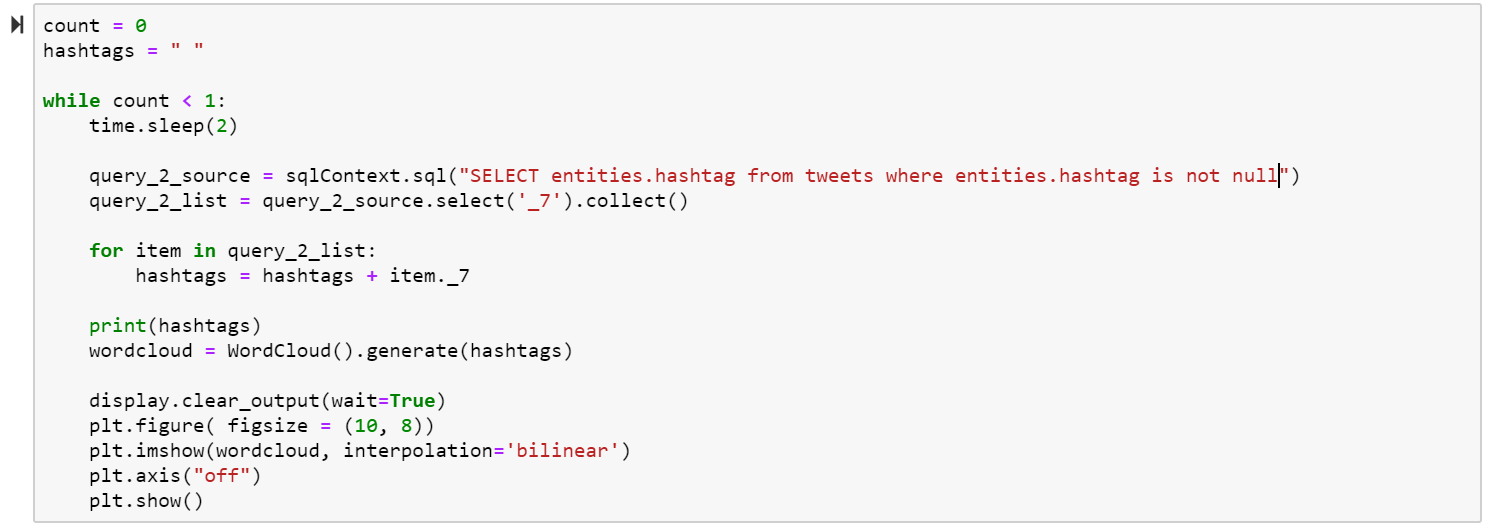 count = 0
hashtags = " "
while count < 1:
    time.sleep(2)
    query_2_source = sqlContext.sql("SELECT entities.hashtag from tweets where entities.hashtag is not null")
    query_2_list = query_2_source.select('_7').collect()
    for item in query_2_list:
        hashtags = hashtags + item._7
    print(hashtags)
    wordcloud = WordCloud().generate(hashtags)
    display.clear_output(wait=True)
    plt.figure( figsize = (10, 8))
    plt.imshow(wordcloud, interpolation='bilinear')
    plt.axis("off")
    plt.show()